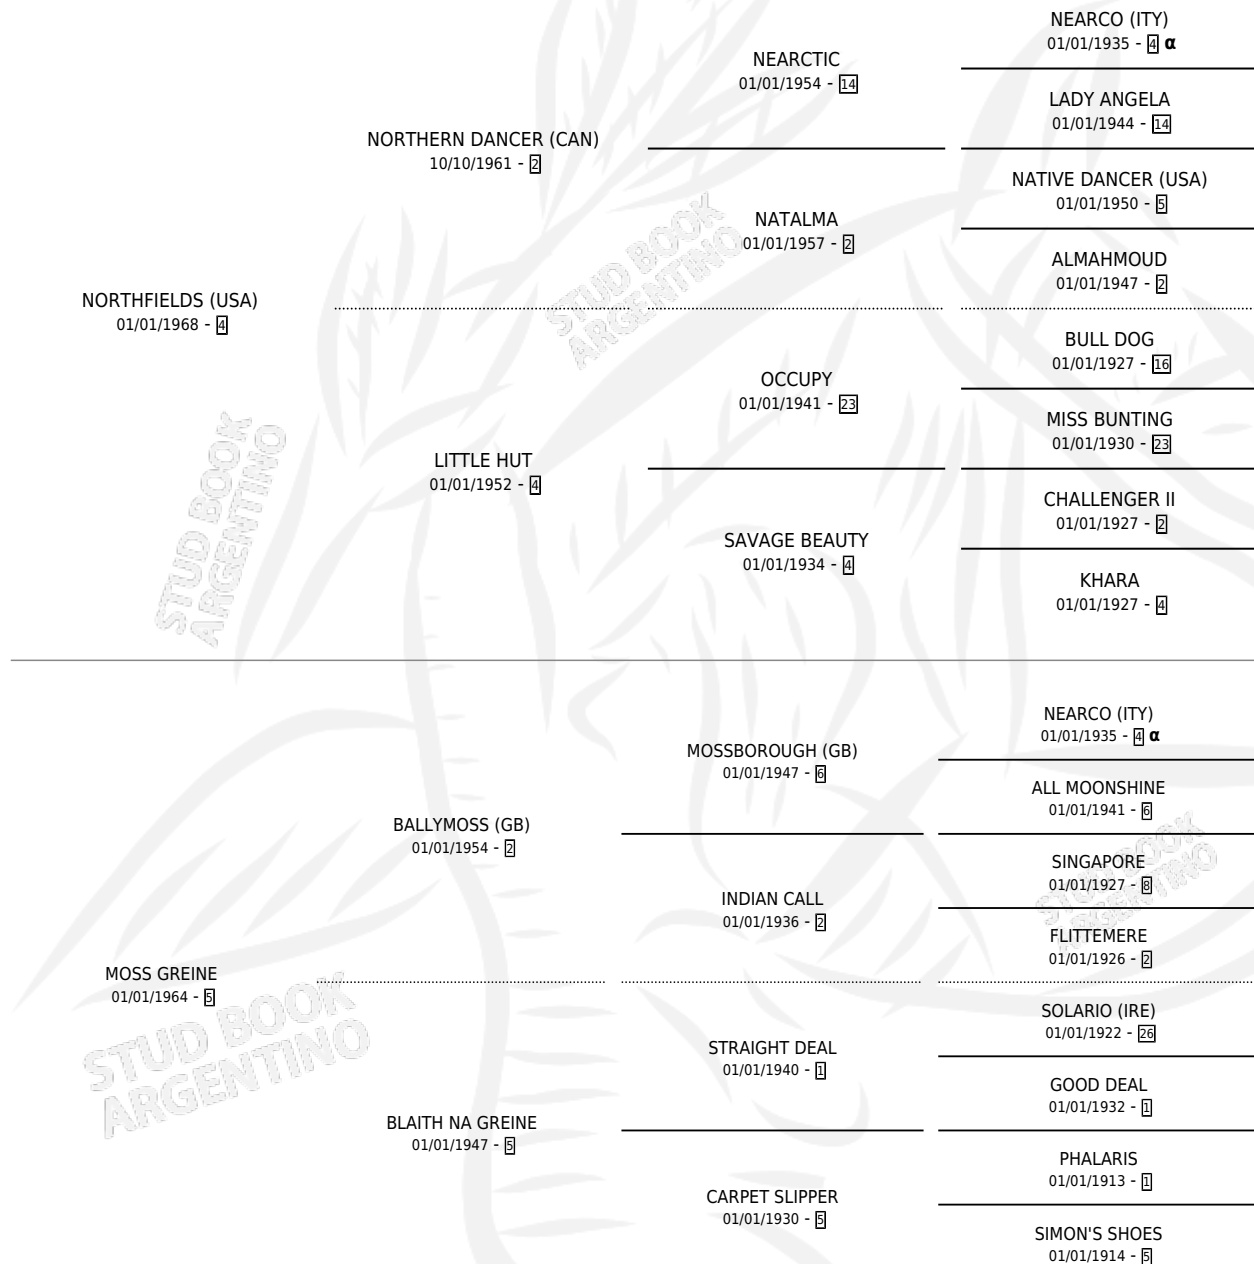 NEARCO (ITY)
01/01/1935 - 4 α
NEARCTIC
01/01/1954 - 14
LADY ANGELA
01/01/1944 - 14
NORTHERN DANCER (CAN)
10/10/1961 - 2
NATIVE DANCER (USA)
01/01/1950 - 5
NATALMA
01/01/1957 - 2
ALMAHMOUD
01/01/1947 - 2
STUD BOOK
ARGENTINO
NORTHFIELDS (USA)
01/01/1968 - 4
BULL DOG
01/01/1927 - 16
OCCUPY
01/01/1941 - 23
MISS BUNTING
01/01/1930 - 23
LITTLE HUT
01/01/1952 - 4
CHALLENGER II
01/01/1927 - 2
SAVAGE BEAUTY
01/01/1934 - 4
KHARA
01/01/1927 - 4
STUD BOOK
ARGENTINO
NEARCO (ITY)
01/01/1935 - 4 α
MOSSBOROUGH (GB)
01/01/1947 - 6
ALL MOONSHINE
01/01/1941 - 6
BALLYMOSS (GB)
01/01/1954 - 2
SINGAPORE
01/01/1927 - 8
INDIAN CALL
01/01/1936 - 2
FLITTEMERE
01/01/1926 - 2
STUD BOOK
ARGENTINO
MOSS GREINE
01/01/1964 - 5
SOLARIO (IRE)
01/01/1922 - 26
STRAIGHT DEAL
01/01/1940 - 1
GOOD DEAL
01/01/1932 - 1
BLAITH NA GREINE
01/01/1947 - 5
PHALARIS
01/01/1913 - 1
CARPET SLIPPER
01/01/1930 - 5
SIMON'S SHOES
01/01/1914 - 5
STUD BOOK
ARGENTINO